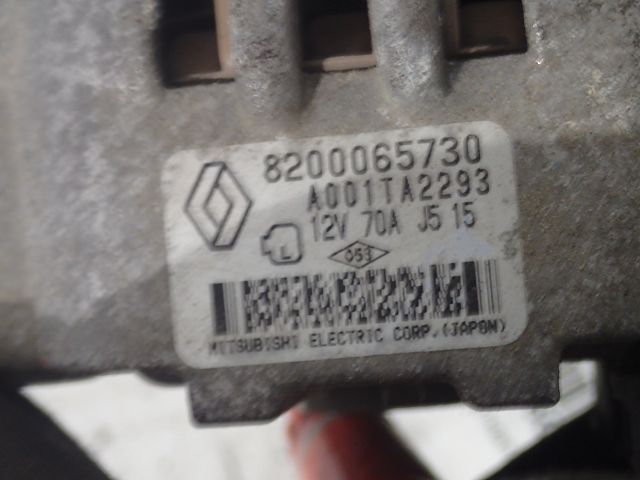 8200065730
A001TA2293
12V 70A J5 15
L
053
MITSUBISHI ELECTRIC CORP.(JAPAN)